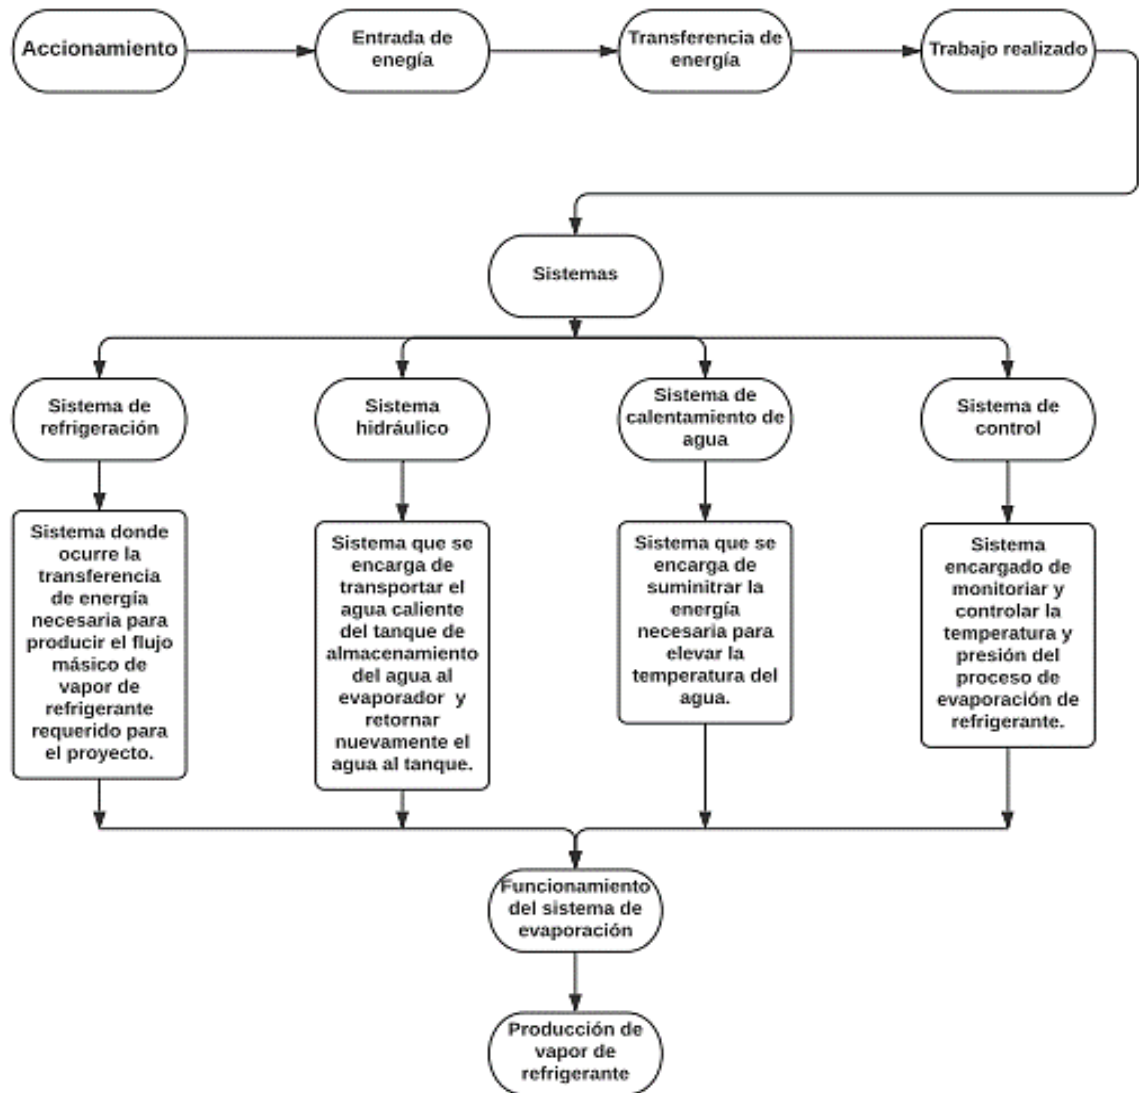 Accionamiento
Entrada de
enegía
Transferencia de
energía
Trabajo realizado
Sistemas
Sistema de
refrigeración
Sistema
hidráulico
Sistema de
calentamiento de
agua
Sistema de
control
Sistema donde
ocurre la
transferencia
de energía
necesaria para
producir el flujo
másico de
vapor de
refrigerante
requerido para
el proyecto.
Sistema que se
encarga de
transportar el
agua caliente
del tanque de
almacenamiento
del agua al
evaporador y
retornar
nuevamente el
agua al tanque.
Sistema que se
encarga de
suminitrar la
energía
necesaria para
elevar la
temperatura del
agua.
Sistema
encargado de
monitoriar y
controlar la
temperatura y
presión del
proceso de
evaporación de
refrigerante.
Funcionamiento
del sistema de
evaporación
Producción de
vapor de
refrigerante